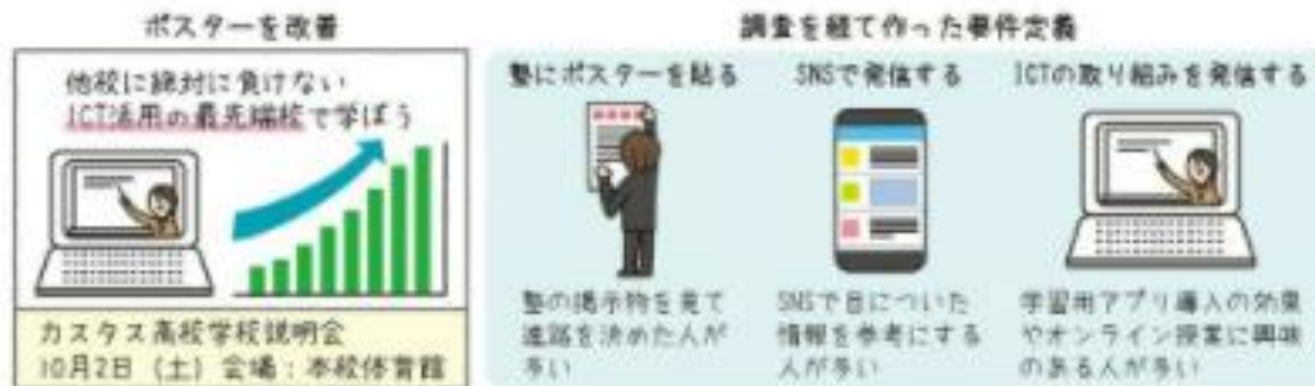 ポスターを改善
他校に絶対に負けない
ICT活用の最先端校で学ぼう
カスタス高校学校説明会
10月2日（土）会場：本校体育館
調査を経て作った要件定義
塾にポスターを貼る
塾の掲示物を見て
進路を決めた人が
多い
SNSで発信する
SNSで目についた
情報を参考にする
人が多い
ICTの取り組みを発信する
学習用アプリ導入の効果
やオンライン授業に興味
のある人が多い